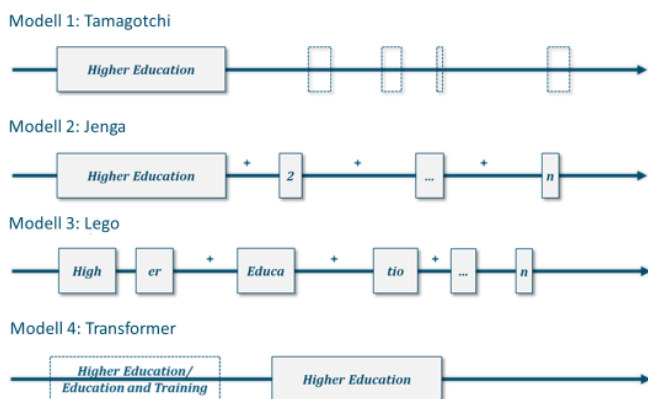 Modell 1: Tamagotchi
Higher Education
Modell 2: Jenga
Higher Education + 2 + ... + n
Modell 3: Lego
High er + Educa + tio + ... n
Modell 4: Transformer
Higher Education/
Education and Training
Higher Education